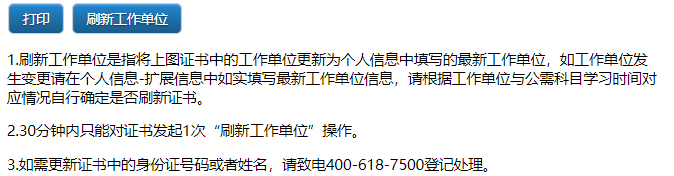 打印 刷新工作单位
1.刷新工作单位是指将上图证书中的工作单位更新为个人信息中填写的最新工作单位，如工作单位发
生变更请在个人信息-扩展信息中如实填写最新工作单位信息，请根据工作单位与公需科目学习时间对
应情况自行确定是否刷新证书。
2.30分钟内只能对证书发起1次“刷新工作单位”操作。
3.如需更新证书中的身份证号码或者姓名，请致电400-618-7500登记处理。